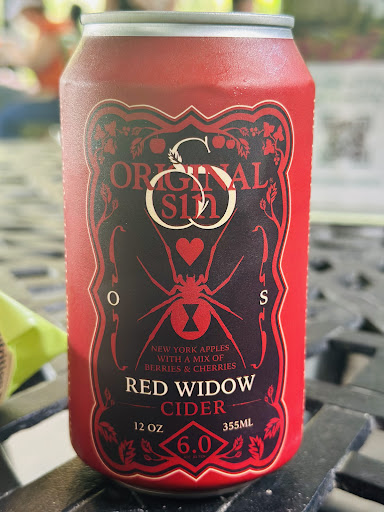 ORIGINAL
sin
O S
NEW YORK APPLES
WITH A MIX OF
BERRIES & CHERRIES
RED WIDOW
CIDER
12 OZ 355ML
6.0